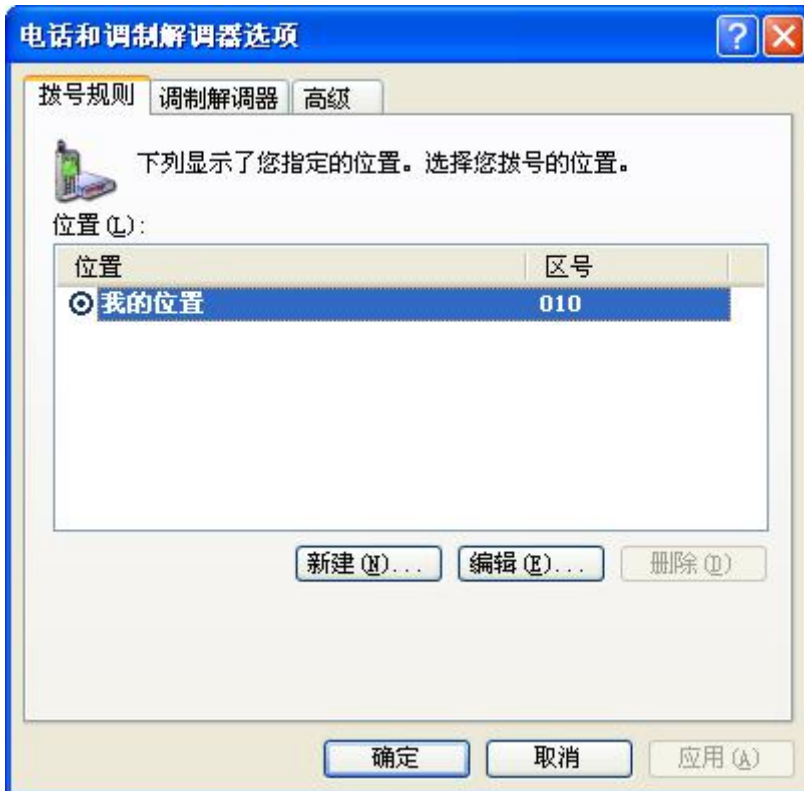 电话和调制解调器选项
拨号规则 调制解调器 高级
下列显示了您指定的位置。选择您拨号的位置。
位置(L):
位置 区号
我的位置 010
新建(N)... 编辑(E)... 删除(D)
确定 取消 应用(A)